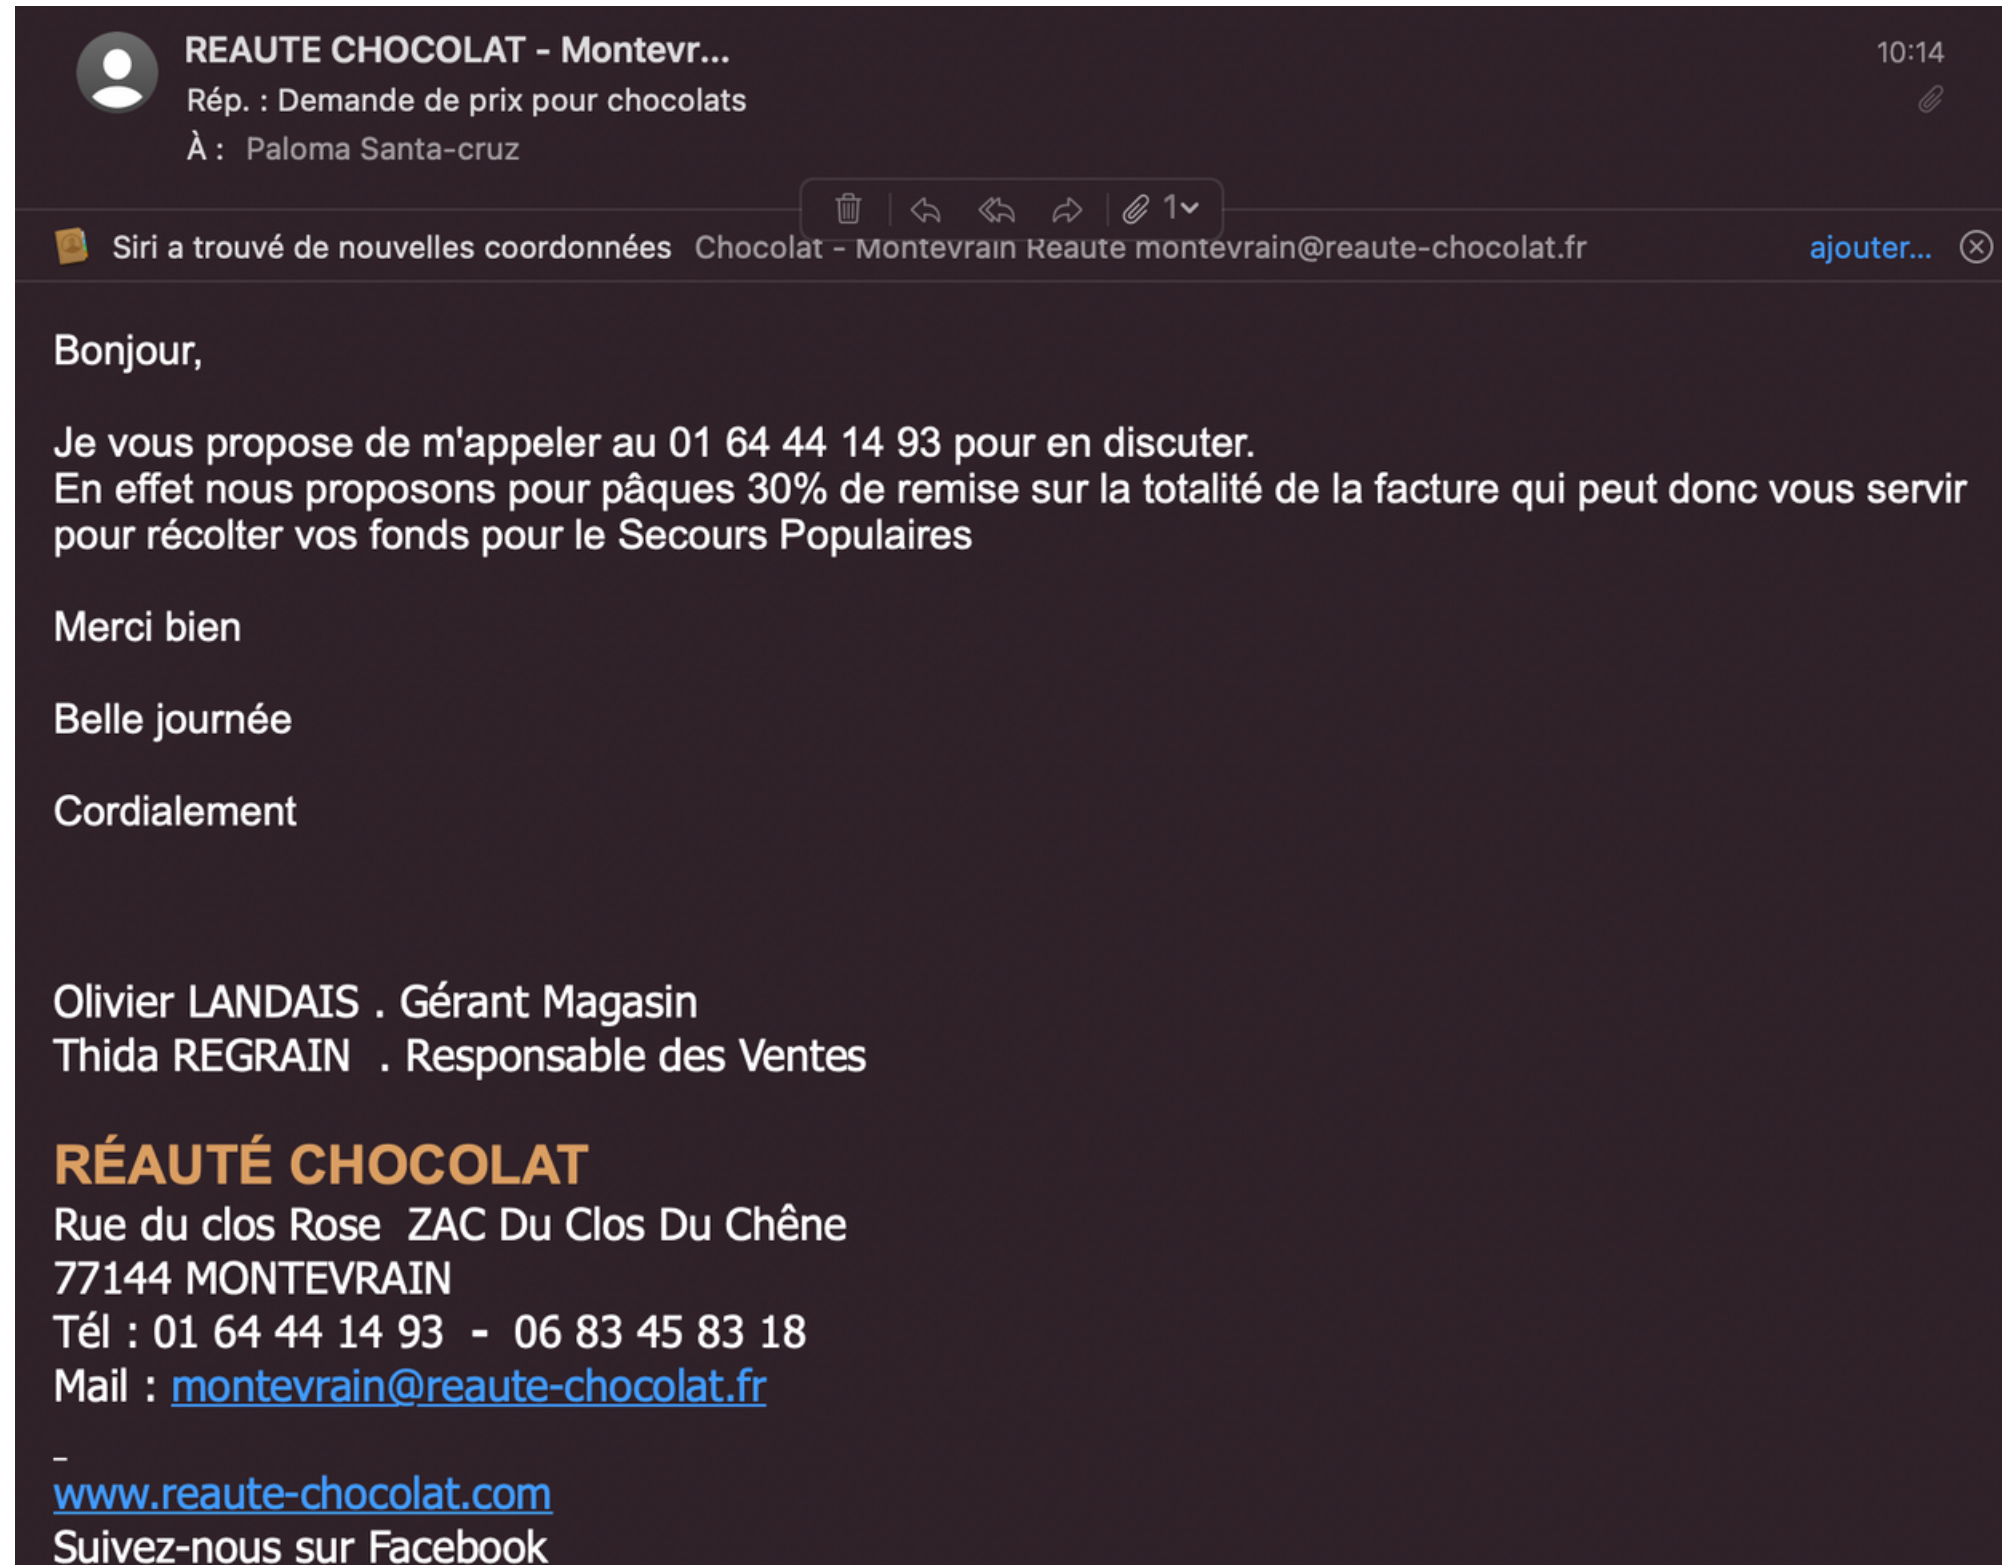 REAUTE CHOCOLAT - Montevr...
10:14
Rép. : Demande de prix pour chocolats
À : Paloma Santa-cruz
1
Siri a trouvé de nouvelles coordonnées Chocolat - Montevrain Reaute montevrain@reaute-chocolat.fr ajouter...
Bonjour,
Je vous propose de m'appeler au 01 64 44 14 93 pour en discuter.
En effet nous proposons pour pâques 30% de remise sur la totalité de la facture qui peut donc vous servir
pour récolter vos fonds pour le Secours Populaires
Merci bien
Belle journée
Cordialement
Olivier LANDAIS . Gérant Magasin
Thida REGRAIN . Responsable des Ventes
RÉAUTÉ CHOCOLAT
Rue du clos Rose ZAC Du Clos Du Chêne
77144 MONTEVRAIN
Tél : 01 64 44 14 93 - 06 83 45 83 18
Mail : montevrain@reaute-chocolat.fr
_
www.reaute-chocolat.com
Suivez-nous sur Facebook